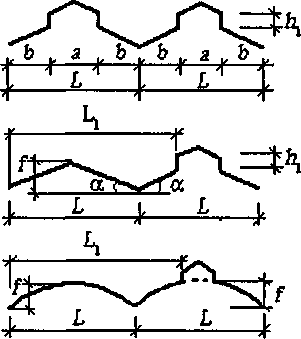 h₁
b a b b a b
L L
L₁
f h₁
α α
L L
L₁
f f
L L